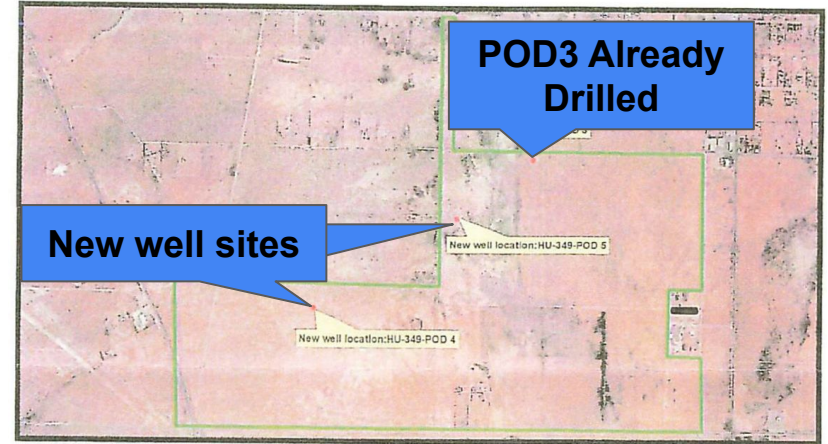 POD3 Already
Drilled
New well sites
New well location:HU-349-POD 5
New well location:HU-349-POD 4